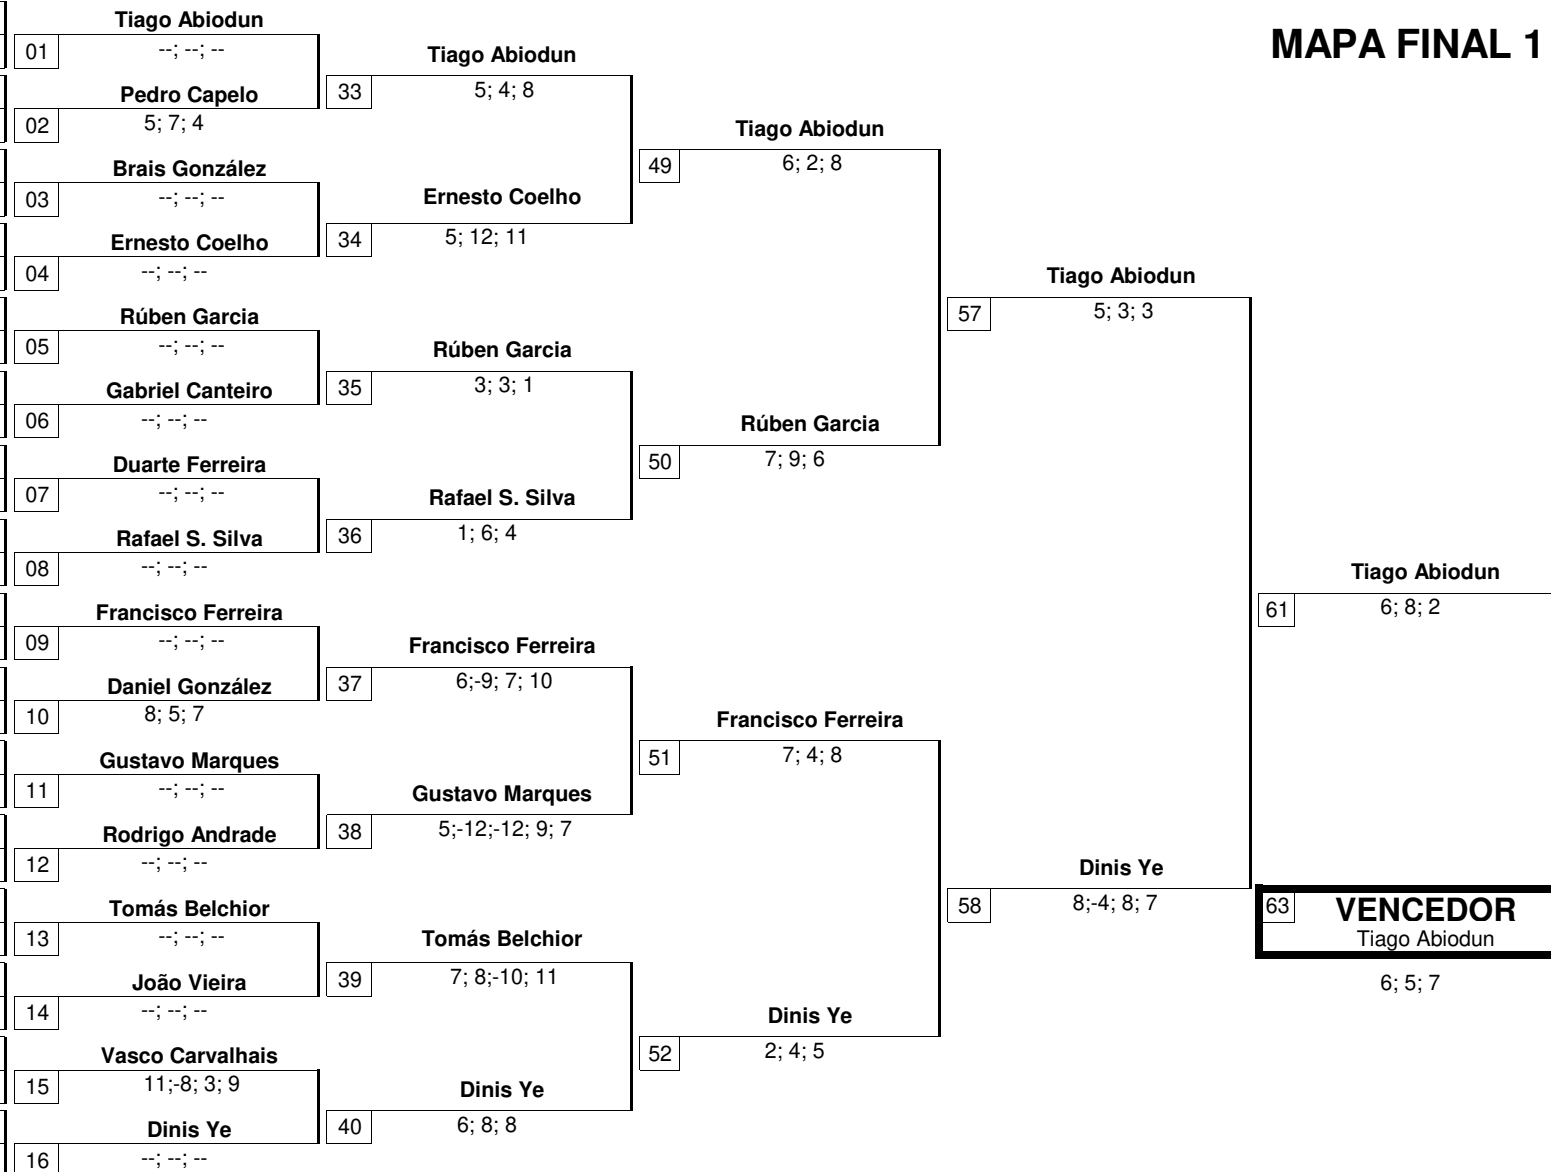 MAPA FINAL 1
Tiago Abiodun
01
--; --; --
Pedro Capelo
02
5; 7; 4
Brais González
03
--; --; --
Ernesto Coelho
04
--; --; --
Rúben Garcia
05
--; --; --
Gabriel Canteiro
06
--; --; --
Duarte Ferreira
07
--; --; --
Rafael S. Silva
08
--; --; --
Francisco Ferreira
09
--; --; --
Daniel González
10
8; 5; 7
Gustavo Marques
11
--; --; --
Rodrigo Andrade
12
--; --; --
Tomás Belchior
13
--; --; --
João Vieira
14
--; --; --
Vasco Carvalhais
15
11;-8; 3; 9
Dinis Ye
16
--; --; --
Tiago Abiodun
33
5; 4; 8
Ernesto Coelho
34
5; 12; 11
Rúben Garcia
35
3; 3; 1
Rafael S. Silva
36
1; 6; 4
Francisco Ferreira
37
6;-9; 7; 10
Gustavo Marques
38
5;-12;-12; 9; 7
Tomás Belchior
39
7; 8;-10; 11
Dinis Ye
40
6; 8; 8
Tiago Abiodun
49
6; 2; 8
Rúben Garcia
50
7; 9; 6
Francisco Ferreira
51
7; 4; 8
Dinis Ye
52
2; 4; 5
Tiago Abiodun
57
5; 3; 3
Dinis Ye
58
8;-4; 8; 7
Tiago Abiodun
61
6; 8; 2
63
VENCEDOR
Tiago Abiodun
6; 5; 7